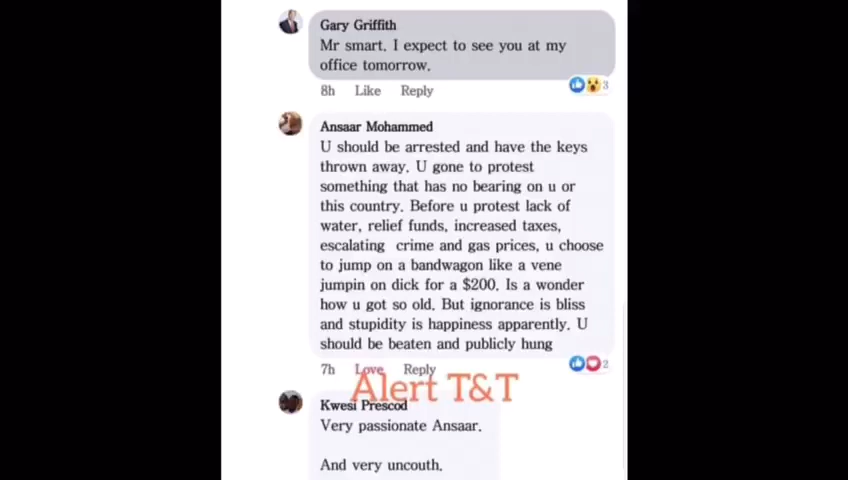 Gary Griffith
Mr smart. I expect to see you at my
office tomorrow.
8h Like Reply
3
Ansaar Mohammed
U should be arrested and have the keys
thrown away. U gone to protest
something that has no bearing on u or
this country. Before u protest lack of
water, relief funds, increased taxes,
escalating crime and gas prices, u choose
to jump on a bandwagon like a vene
jumpin on dick for a $200. Is a wonder
how u got so old. But ignorance is bliss
and stupidity is happiness apparently. U
should be beaten and publicly hung
2
7h Love Reply
Alert T&T
Kwesi Prescod
Very passionate Ansaar.
And very uncouth.